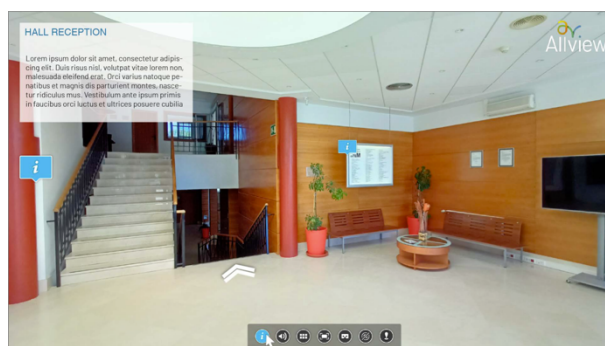 HALL RECEPTION
Allview
Lorem ipsum dolor sit amet, consectetur adipis-
cing elit. Duis risus nisl, volutpat vitae lorem non,
malesuada eleifend erat. Orci varius natoque pe-
natibus et magnis dis parturient montes, nasce-
tur ridiculus mus. Vestibulum ante ipsum primis
in faucibus orci luctus et ultrices posuere cubilia
i
i
i